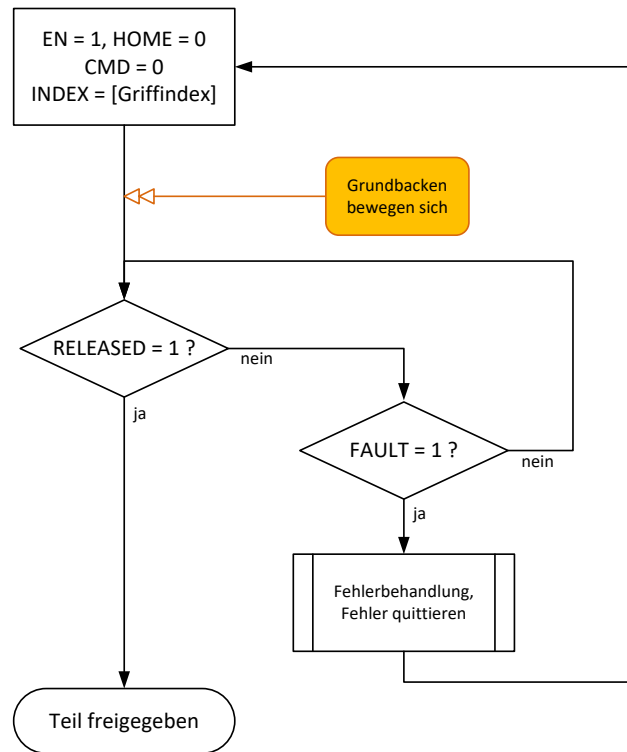 EN = 1, HOME = 0
CMD = 0
INDEX = [Griffindex]
Grundbacken
bewegen sich
RELEASED = 1 ?
nein
ja
FAULT = 1 ?
nein
ja
Fehlerbehandlung,
Fehler quittieren
Teil freigegeben